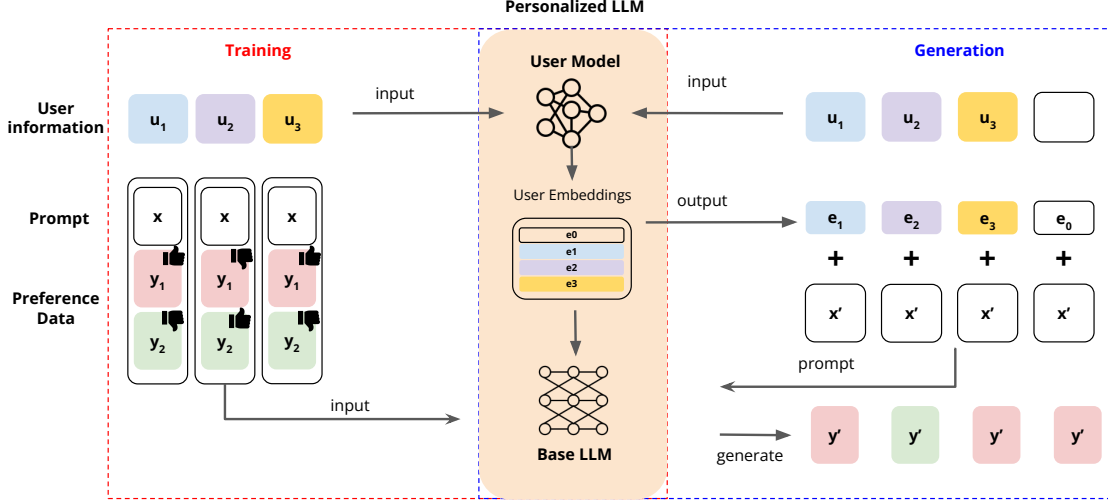 Personalized LLM
Training
User Model
Generation
User
information
u1
u2
u3
input
input
u1
u2
u3
Prompt
x
x
x
User Embeddings
output
e0
e1
e2
e3
e1
e2
e3
e0
+
+
+
+
Preference
Data
y1
y1
y1
y2
y2
y2
x’
x’
x’
x’
prompt
input
Base LLM
generate
y’
y’
y’
y’